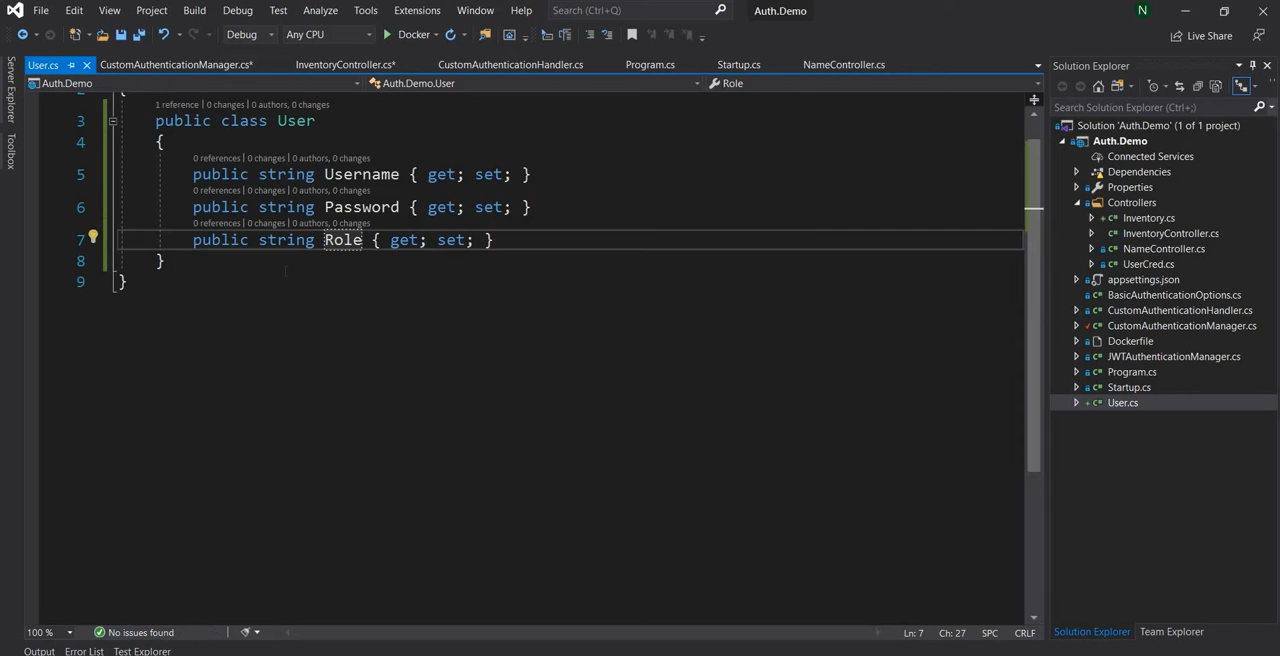 File Edit View Project Build Debug Test Analyze Tools Extensions Window Help Search (Ctrl+Q) Auth.Demo N
Debug Any CPU Docker Live Share
Server Explorer
Toolbox
User.cs CustomAuthenticationManager.cs* InventoryController.cs* CustomAuthenticationHandler.cs Program.cs Startup.cs NameController.cs
Auth.Demo Auth.Demo.User Role
2 {
1 reference | 0 changes | 0 authors, 0 changes
3 public class User
4 {
0 references | 0 changes | 0 authors, 0 changes
5 public string Username { get; set; }
0 references | 0 changes | 0 authors, 0 changes
6 public string Password { get; set; }
0 references | 0 changes | 0 authors, 0 changes
7 public string Role { get; set; }
8 }
9 }
100 % No issues found Ln: 7 Ch: 27 SPC CRLF
Output Error List Test Explorer
Solution Explorer
Search Solution Explorer (Ctrl+;)
Solution 'Auth.Demo' (1 of 1 project)
Auth.Demo
Connected Services
Dependencies
Properties
Controllers
Inventory.cs
InventoryController.cs
NameController.cs
UserCred.cs
appsettings.json
BasicAuthenticationOptions.cs
CustomAuthenticationHandler.cs
CustomAuthenticationManager.cs
Dockerfile
JWTAuthenticationManager.cs
Program.cs
Startup.cs
User.cs
Solution Explorer Team Explorer